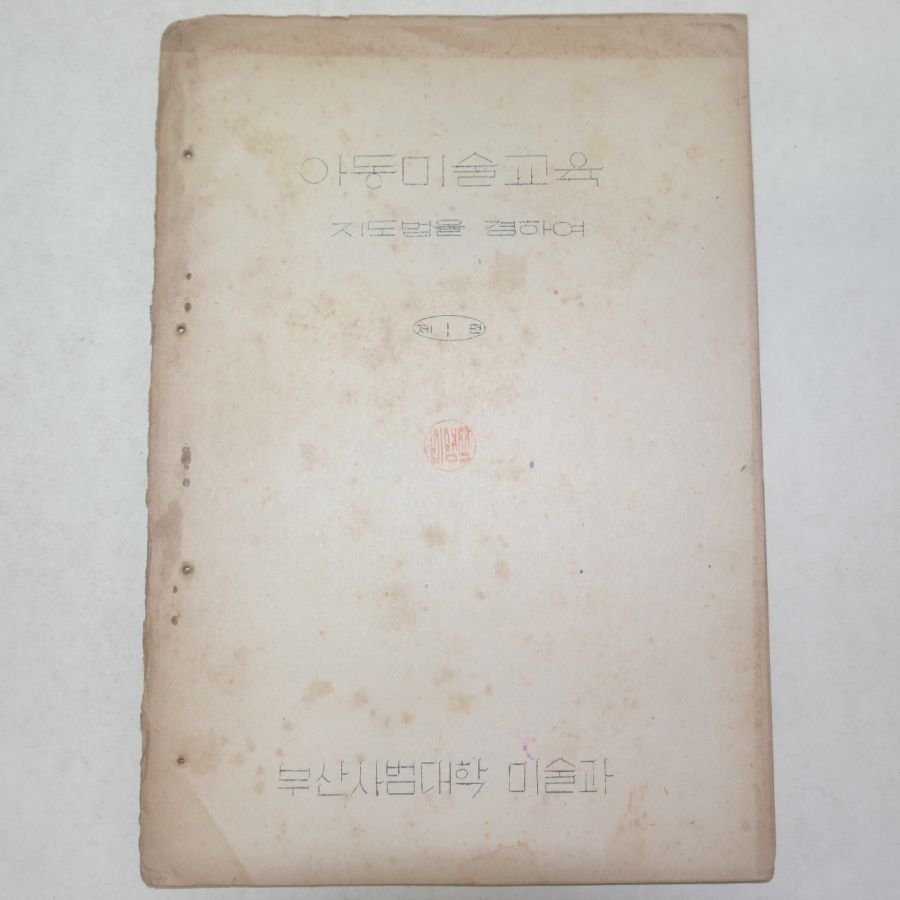 아동미술교육
지도법을 겸하여
제 1 편
부산사범대학 미술과